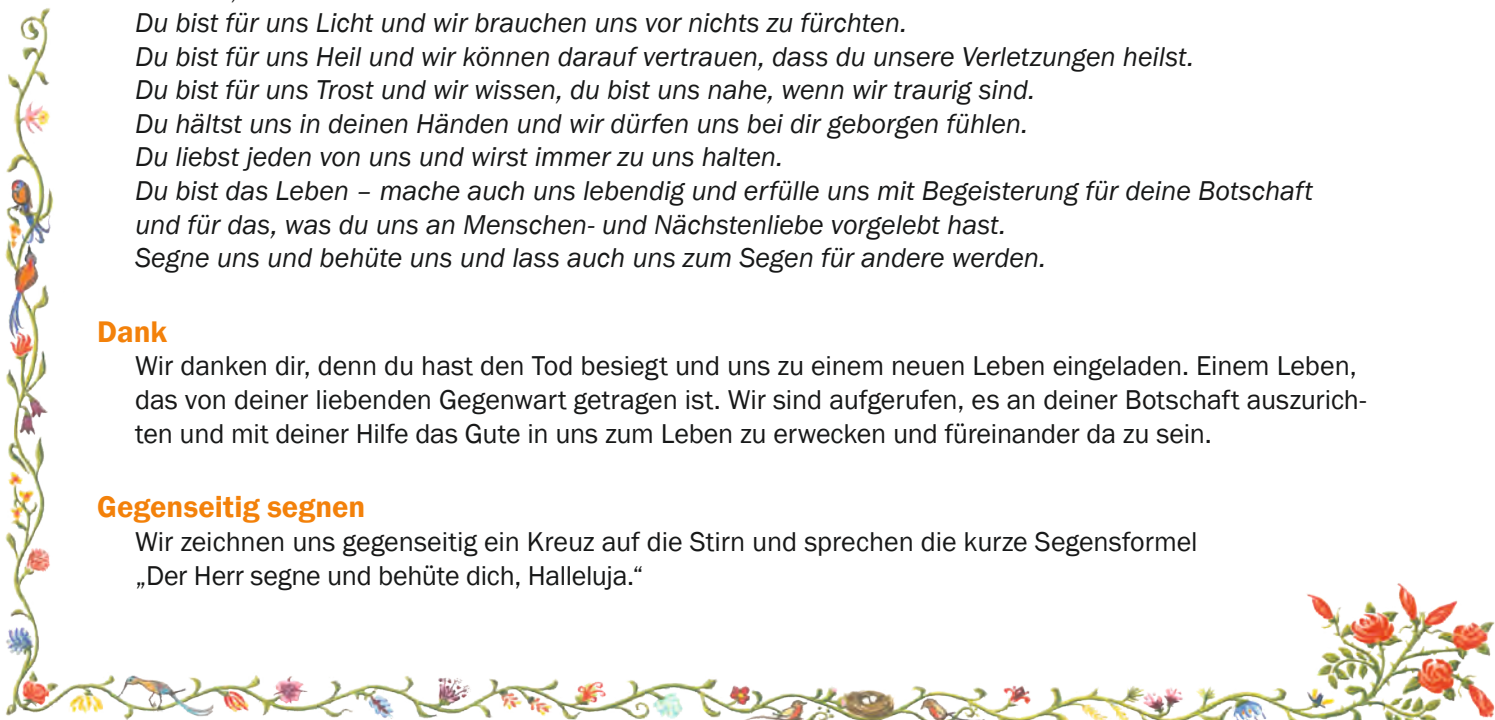 Du bist für uns Licht und wir brauchen uns vor nichts zu fürchten.
Du bist für uns Heil und wir können darauf vertrauen, dass du unsere Verletzungen heilst.
Du bist für uns Trost und wir wissen, du bist uns nahe, wenn wir traurig sind.
Du hältst uns in deinen Händen und wir dürfen uns bei dir geborgen fühlen.
Du liebst jeden von uns und wirst immer zu uns halten.
Du bist das Leben – mache auch uns lebendig und erfülle uns mit Begeisterung für deine Botschaft
und für das, was du uns an Menschen- und Nächstenliebe vorgelebt hast.
Segne uns und behüte uns und lass auch uns zum Segen für andere werden.
Dank
Wir danken dir, denn du hast den Tod besiegt und uns zu einem neuen Leben eingeladen. Einem Leben,
das von deiner liebenden Gegenwart getragen ist. Wir sind aufgerufen, es an deiner Botschaft auszurich-
ten und mit deiner Hilfe das Gute in uns zum Leben zu erwecken und füreinander da zu sein.
Gegenseitig segnen
Wir zeichnen uns gegenseitig ein Kreuz auf die Stirn und sprechen die kurze Segensformel
„Der Herr segne und behüte dich, Halleluja.“